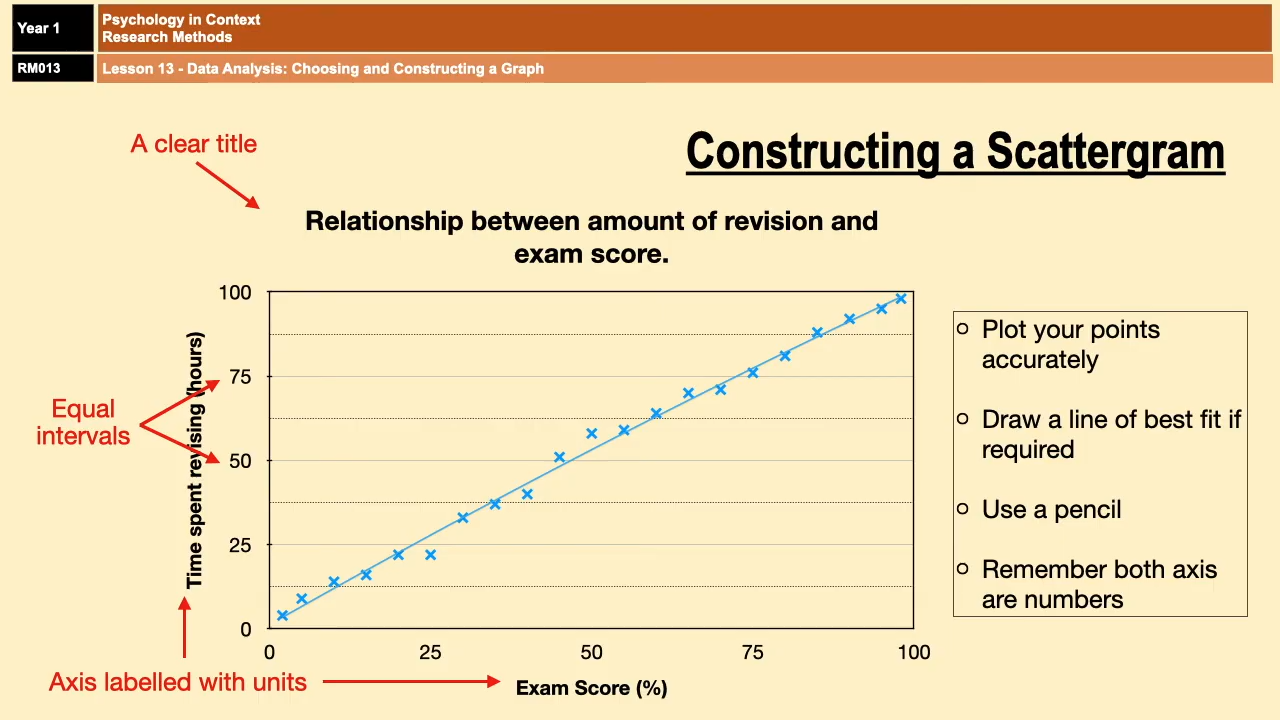 Year 1
Psychology in Context
Research Methods
RM013
Lesson 13 - Data Analysis: Choosing and Constructing a Graph
A clear title
Constructing a Scattergram
Relationship between amount of revision and
exam score.
100
75
50
25
0
Time spent revising (hours)
Equal
intervals
0
25
50
75
100
Exam Score (%)
Axis labelled with units
Plot your points
accurately
Draw a line of best fit if
required
Use a pencil
Remember both axis
are numbers